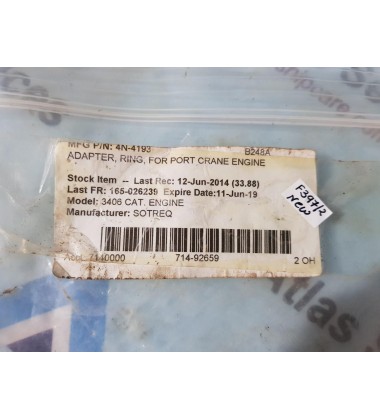 MFG P/N: 4N-4193 B248A
ADAPTER, RING, FOR PORT CRANE ENGINE
Stock Item -- Last Rec: 12-Jun-2014 (33.88)
Last FR: 165-026239 Expire Date:11-Jun-19
Model: 3406 CAT. ENGINE
Manufacturer: SOTREQ
7140000 714-92659 2 OH
NEW
Atlas